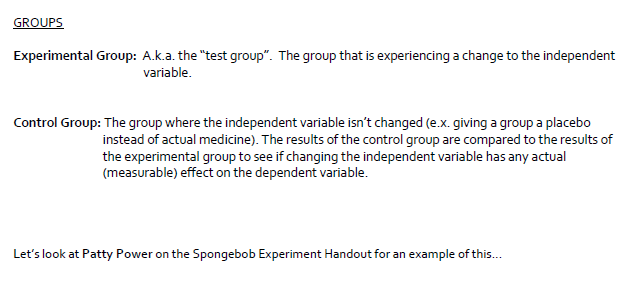 GROUPS
Experimental Group: A.k.a. the "test group". The group that is experiencing a change to the independent
variable.
Control Group: The group where the independent variable isn't changed (e.x. giving a group a placebo
instead of actual medicine). The results of the control group are compared to the results of
the experimental group to see if changing the independent variable has any actual
(measurable) effect on the dependent variable.
Let's look at Patty Power on the Spongebob Experiment Handout for an example of this...